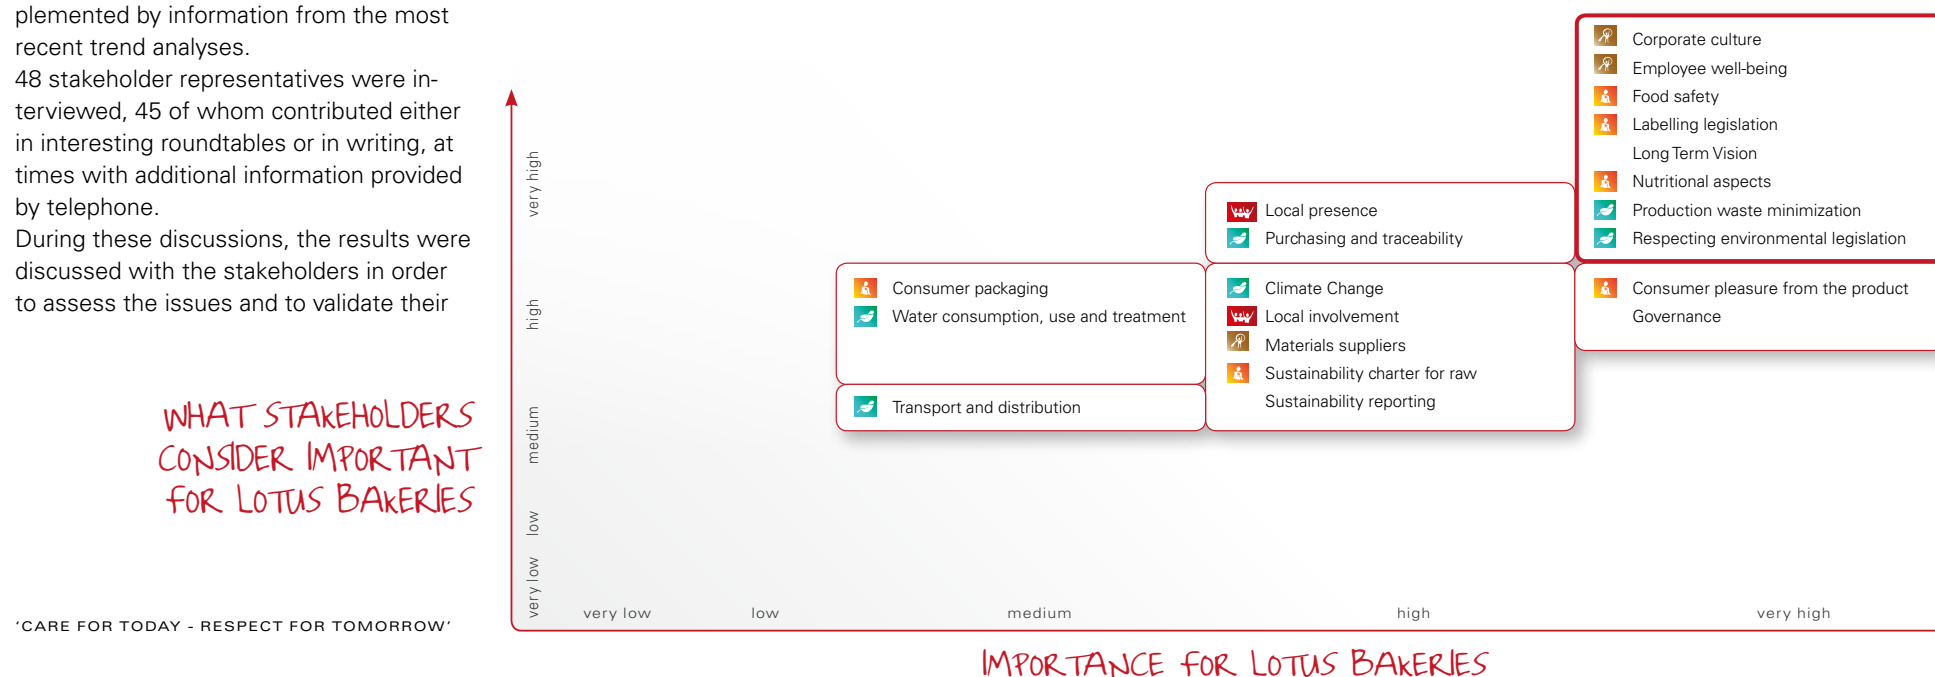 plemented by information from the most
recent trend analyses.
48 stakeholder representatives were in-
terviewed, 45 of whom contributed either
in interesting roundtables or in writing, at
times with additional information provided
by telephone.
During these discussions, the results were
discussed with the stakeholders in order
to assess the issues and to validate their
WHAT STAKEHOLDERS
CONSIDER IMPORTANT
FOR LOTUS BAKERIES
'CARE FOR TODAY - RESPECT FOR TOMORROW'
very high
high
medium
low
very low
Corporate culture
Employee well-being
Food safety
Labelling legislation
Long Term Vision
Nutritional aspects
Production waste minimization
Respecting environmental legislation
Local presence
Purchasing and traceability
Consumer packaging
Water consumption, use and treatment
Climate Change
Local involvement
Materials suppliers
Sustainability charter for raw
Sustainability reporting
Consumer pleasure from the product
Governance
Transport and distribution
very low
low
medium
high
very high
IMPORTANCE FOR LOTUS BAKERIES